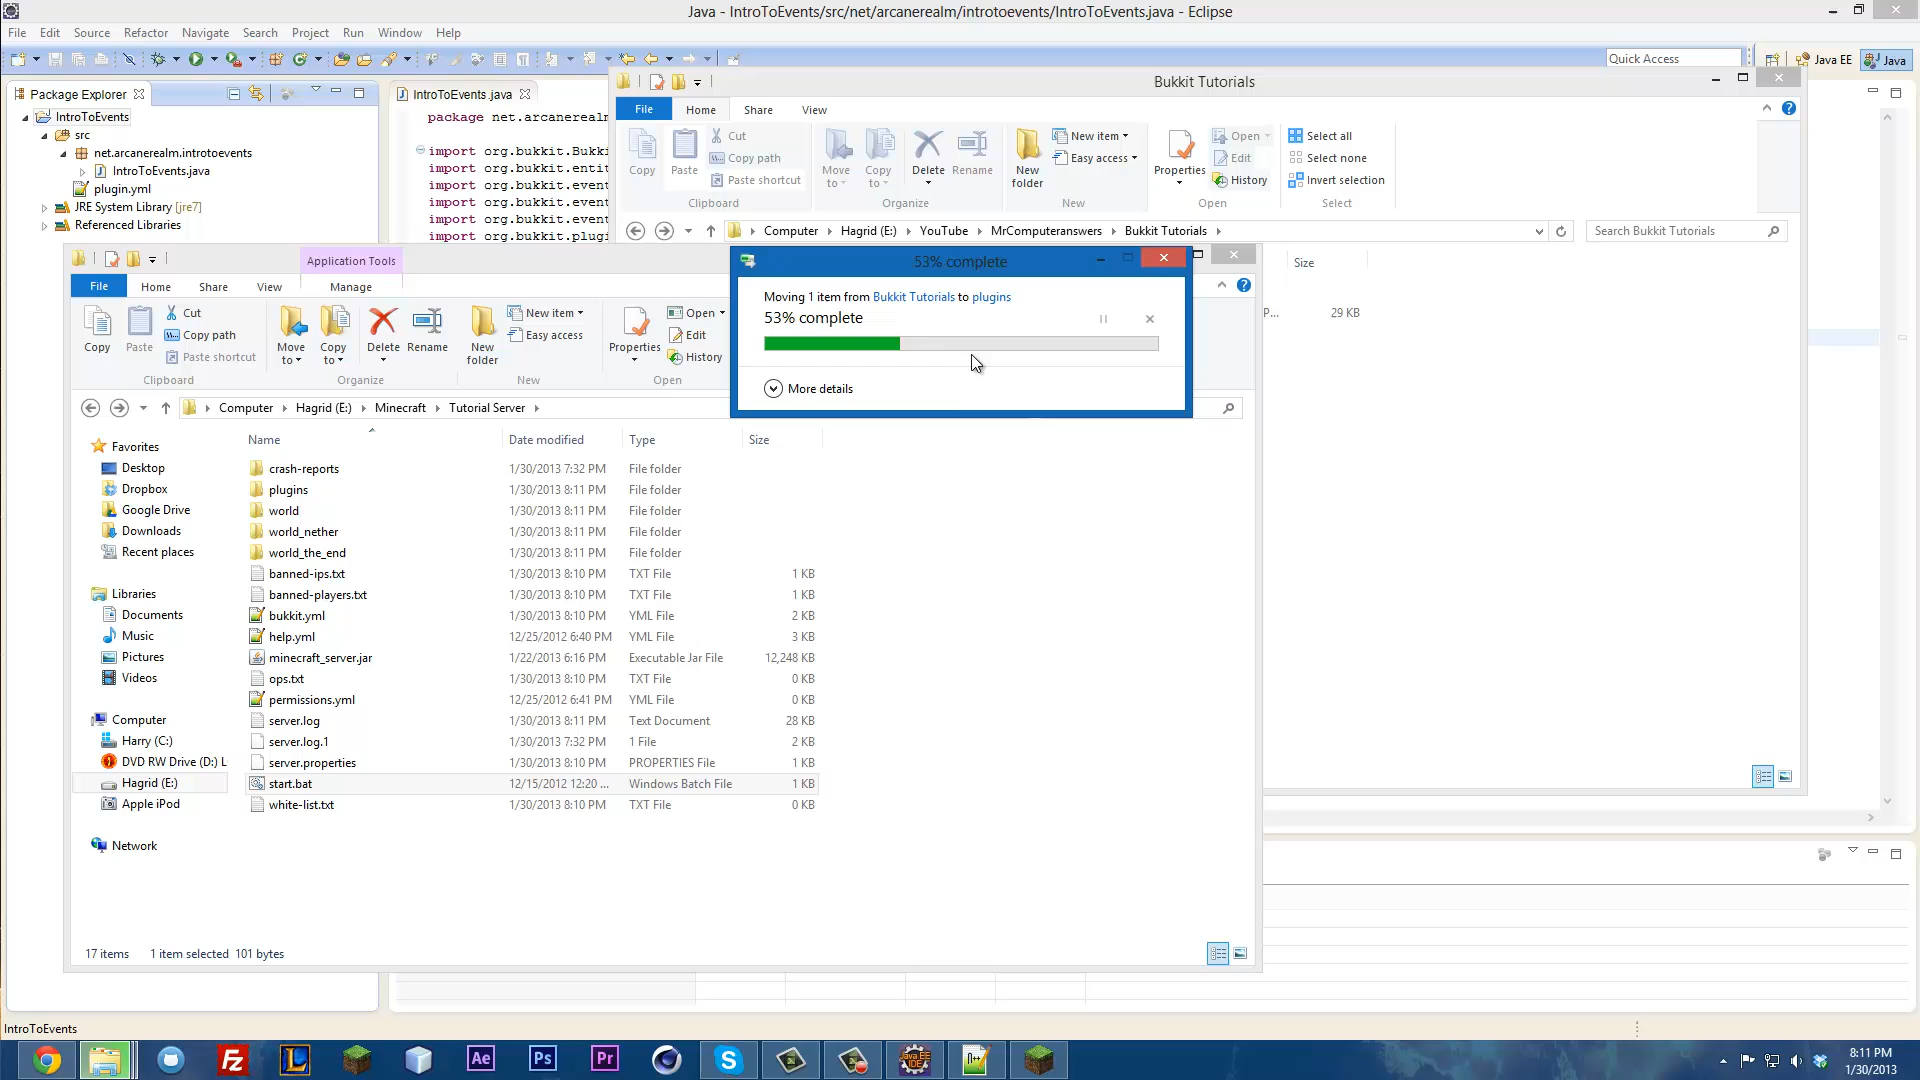 Java - IntroToEvents/src/net/arcanerealm/introtoevents/IntroToEvents.java - Eclipse
File Edit Source Refactor Navigate Search Project Run Window Help
Quick Access
Java EE
Java
Package Explorer
IntroToEvents
src
net.arcanerealm.introtoevents
IntroToEvents.java
plugin.yml
JRE System Library [jre7]
Referenced Libraries
IntroToEvents.java
package net.arcanerealm
import org.bukkit.Bukk
import org.bukkit.entit
import org.bukkit.event
import org.bukkit.event
import org.bukkit.event
import org.bukkit.plugi
Bukkit Tutorials
File Home Share View
Copy
Paste
Cut
Copy path
Paste shortcut
Clipboard
Move to
Copy to
Delete
Rename
Organize
New folder
New item
Easy access
New
Properties
Open
Edit
History
Open
Select all
Select none
Invert selection
Select
Computer Hagrid (E:) YouTube MrComputeranswers Bukkit Tutorials
Search Bukkit Tutorials
Size
P... 29 KB
53% complete
Moving 1 item from Bukkit Tutorials to plugins
53% complete
More details
Application Tools
File Home Share View Manage
Copy
Paste
Cut
Copy path
Paste shortcut
Clipboard
Move to
Copy to
Delete
Rename
Organize
New folder
New item
Easy access
New
Properties
Open
Edit
History
Open
Computer Hagrid (E:) Minecraft Tutorial Server
Favorites
Desktop
Dropbox
Google Drive
Downloads
Recent places
Libraries
Documents
Music
Pictures
Videos
Computer
Harry (C:)
DVD RW Drive (D:) L
Hagrid (E:)
Apple iPod
Network
Name Date modified Type Size
crash-reports 1/30/2013 7:32 PM File folder
plugins 1/30/2013 8:11 PM File folder
world 1/30/2013 8:11 PM File folder
world_nether 1/30/2013 8:11 PM File folder
world_the_end 1/30/2013 8:11 PM File folder
banned-ips.txt 1/30/2013 8:10 PM TXT File 1 KB
banned-players.txt 1/30/2013 8:10 PM TXT File 1 KB
bukkit.yml 1/30/2013 8:10 PM YML File 2 KB
help.yml 12/25/2012 6:40 PM YML File 3 KB
minecraft_server.jar 1/22/2013 6:16 PM Executable Jar File 12,248 KB
ops.txt 1/30/2013 8:10 PM TXT File 0 KB
permissions.yml 12/25/2012 6:41 PM YML File 0 KB
server.log 1/30/2013 8:11 PM Text Document 28 KB
server.log.1 1/30/2013 7:32 PM 1 File 2 KB
server.properties 1/30/2013 8:10 PM PROPERTIES File 1 KB
start.bat 12/15/2012 12:20 ... Windows Batch File 1 KB
white-list.txt 1/30/2013 8:10 PM TXT File 0 KB
17 items 1 item selected 101 bytes
IntroToEvents
Fz
L
Ae
Ps
Pr
S
Java EE IDE
8:11 PM
1/30/2013